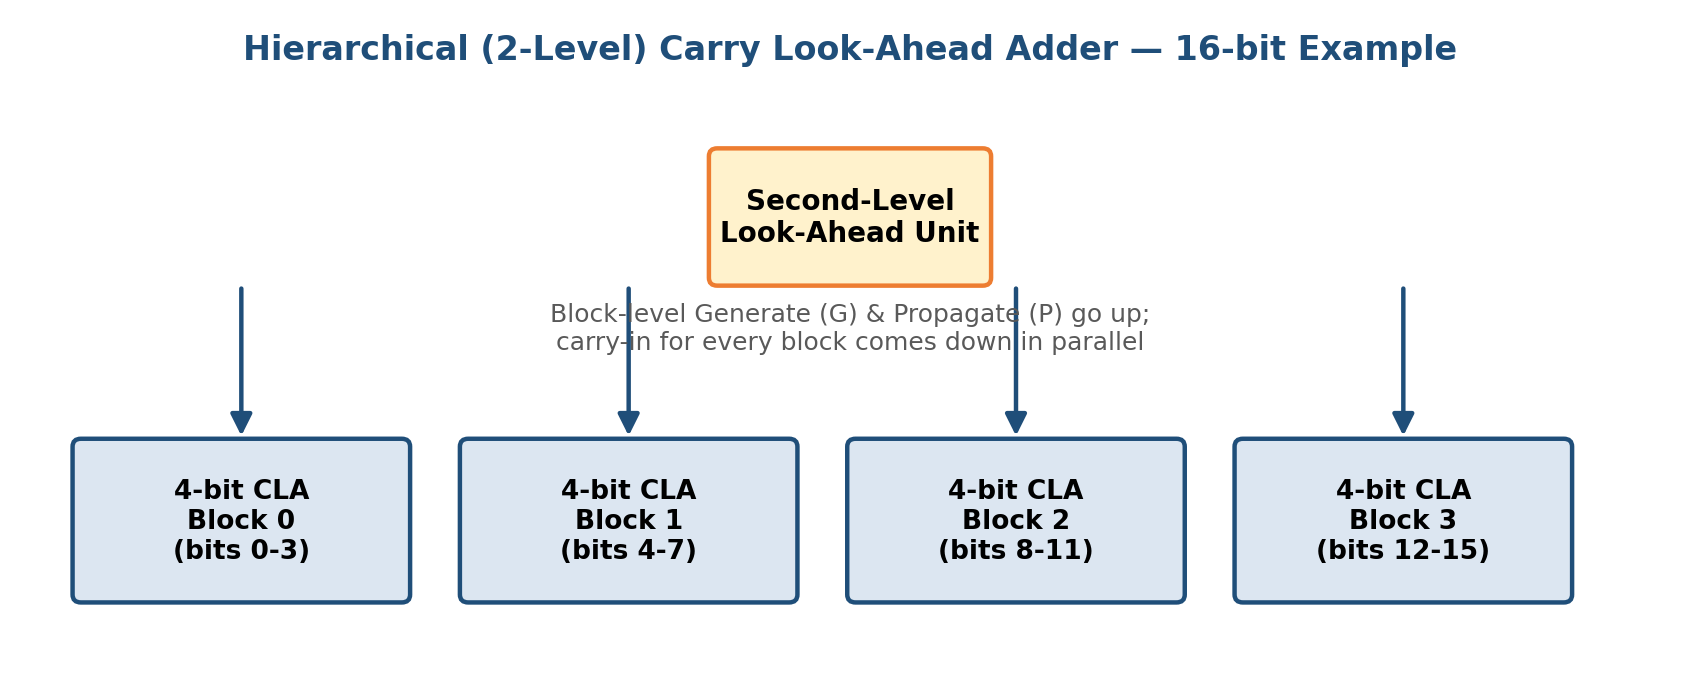 Hierarchical (2-Level) Carry Look-Ahead Adder — 16-bit Example
Second-Level
Look-Ahead Unit
Block-level Generate (G) & Propagate (P) go up;
carry-in for every block comes down in parallel
4-bit CLA
Block 0
(bits 0-3)
4-bit CLA
Block 1
(bits 4-7)
4-bit CLA
Block 2
(bits 8-11)
4-bit CLA
Block 3
(bits 12-15)